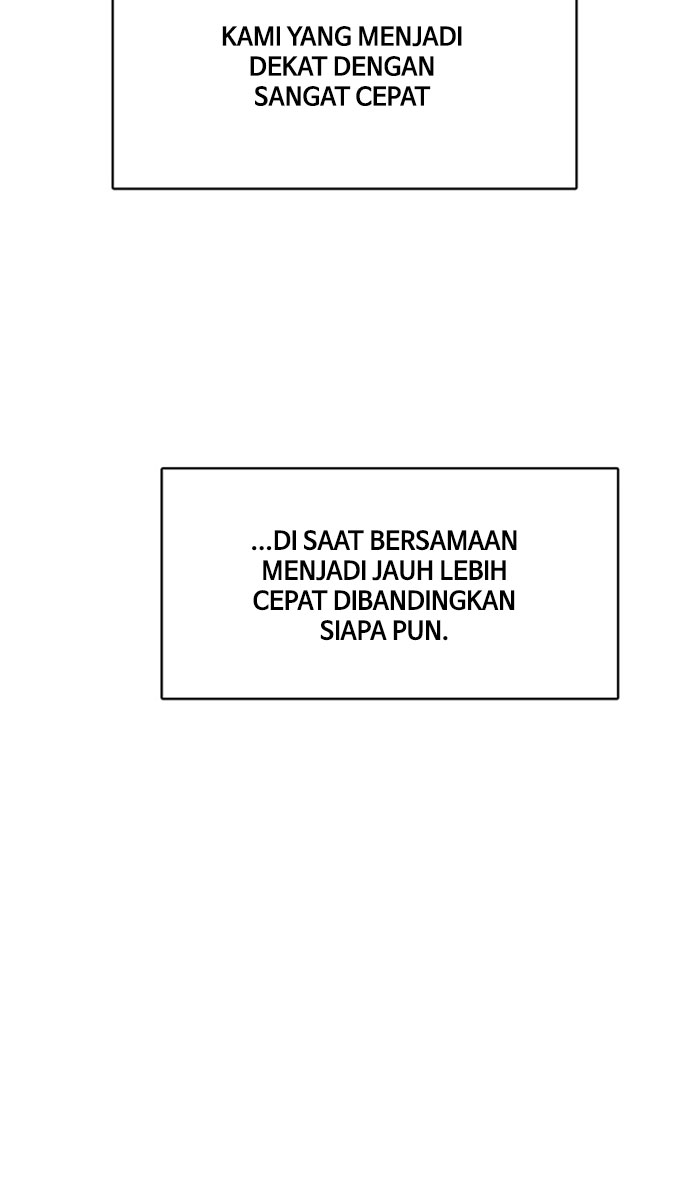 KAMI YANG MENJADI
DEKAT DENGAN
SANGAT CEPAT
...DI SAAT BERSAMAAN
MENJADI JAUH LEBIH
CEPAT DIBANDINGKAN
SIAPA PUN.